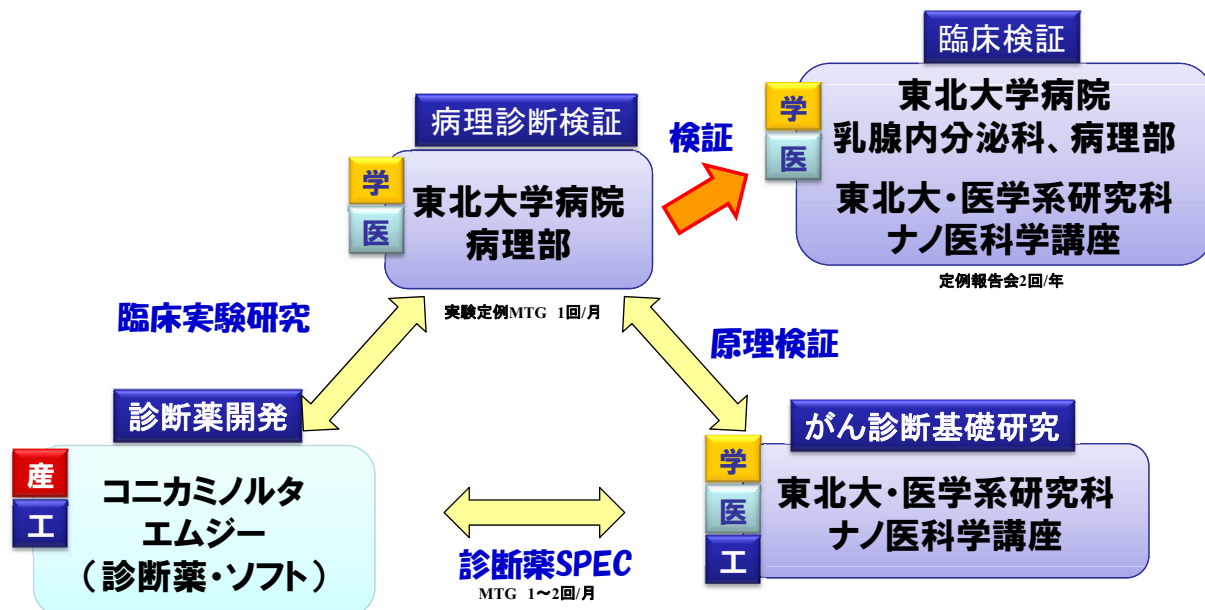 臨床検証
学
医
東北大学病院
乳腺内分泌科、病理部
東北大・医学系研究科
ナノ医科学講座
定例報告会2回/年
病理診断検証
学
医
東北大学病院
病理部
実験定例MTG 1回/月
検証
臨床実験研究
原理検証
診断薬開発
産
工
コニカミノルタ
エムジー
(診断薬・ソフト)
診断薬SPEC
MTG 1~2回/月
がん診断基礎研究
学
医
工
東北大・医学系研究科
ナノ医科学講座